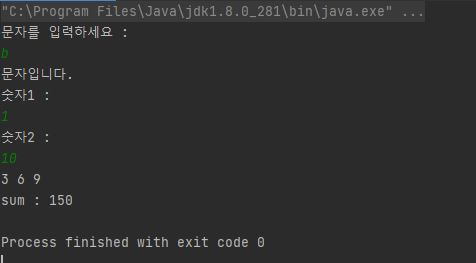 "C:\Program Files\Java\jdk1.8.0_281\bin\java.exe" ...
문자를 입력하세요 :
b
문자입니다.
숫자1 :
1
숫자2 :
10
3 6 9
sum : 150
Process finished with exit code 0